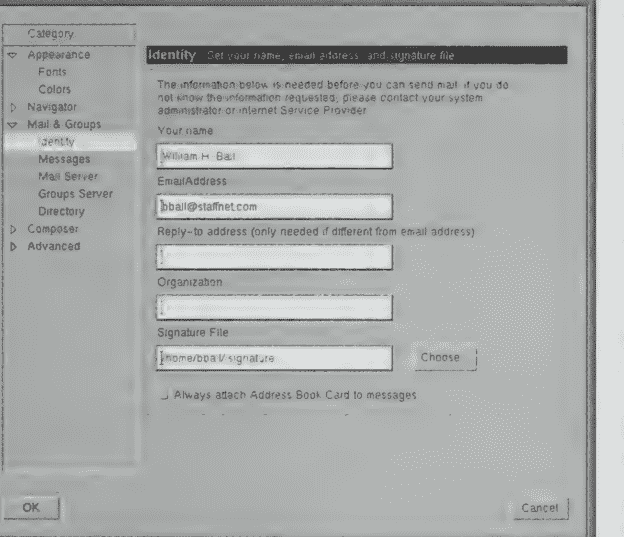 Category
Appearance
Fonts
Colors
Navigator
Mail & Groups
Identity
Messages
Mail Server
Groups Server
Directory
Composer
Advanced
Identity Set your name, email address, and signature file
The information below is needed before you can send mail. If you do
not know the information requested, please contact your system
administrator or Internet Service Provider
Your name
William H. Ball
EmailAddress
bball@staffnet.com
Reply-to address (only needed if different from email address)
Organization
Signature File
/home/bball/.signature
Choose
Always attach Address Book Card to messages
OK
Cancel